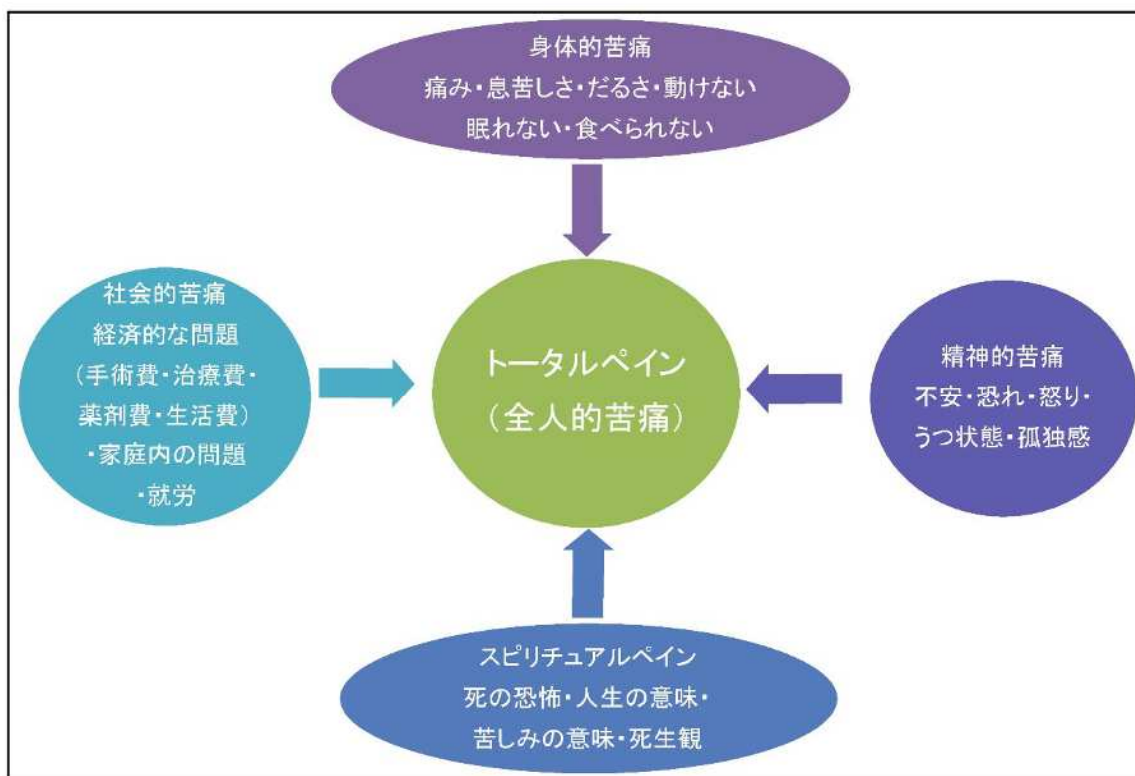 身体的苦痛
痛み・息苦しさ・だるさ・動けない
眠れない・食べられない
社会的苦痛
経済的な問題
(手術費・治療費・
薬剤費・生活費)
・家庭内の問題
・就労
トータルペイン
(全人的苦痛)
精神的苦痛
不安・恐れ・怒り・
うつ状態・孤独感
スピリチュアルペイン
死の恐怖・人生の意味・
苦しみの意味・死生観